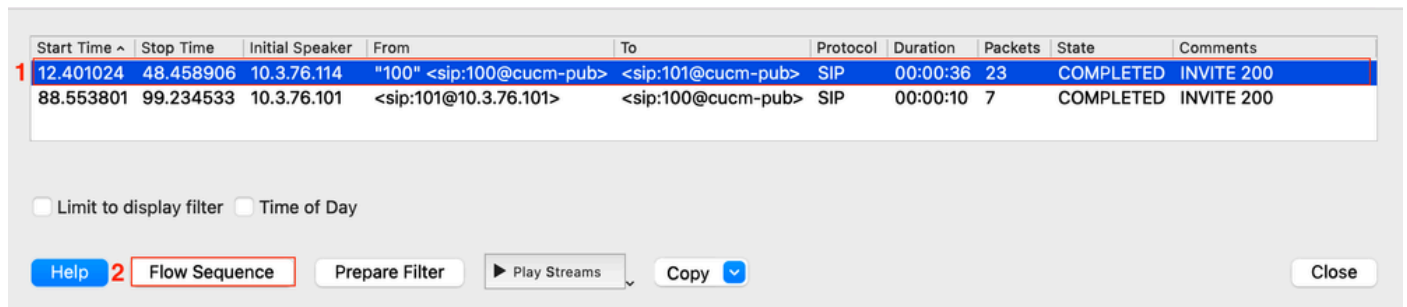 Start Time Stop Time Initial Speaker From To Protocol Duration Packets State Comments
1 12.401024 48.458906 10.3.76.114 "100" <sip:100@cucm-pub> <sip:101@cucm-pub> SIP 00:00:36 23 COMPLETED INVITE 200
88.553801 99.234533 10.3.76.101 <sip:101@10.3.76.101> <sip:100@cucm-pub> SIP 00:00:10 7 COMPLETED INVITE 200
Limit to display filter Time of Day
Help 2 Flow Sequence Prepare Filter Play Streams Copy Close